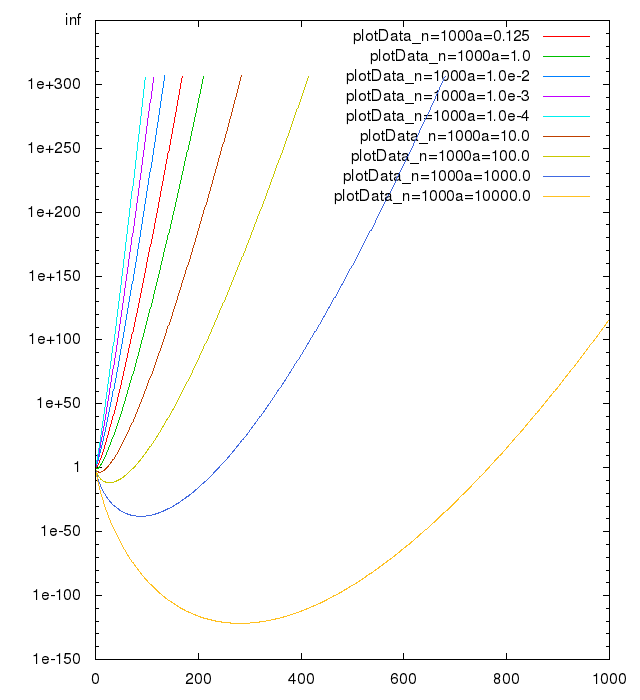 inf
1e+300
1e+250
1e+200
1e+150
1e+100
1e+50
1
1e-50
1e-100
1e-150
plotData_n=1000a=0.125
plotData_n=1000a=1.0
plotData_n=1000a=1.0e-2
plotData_n=1000a=1.0e-3
plotData_n=1000a=1.0e-4
plotData_n=1000a=10.0
plotData_n=1000a=100.0
plotData_n=1000a=1000.0
plotData_n=1000a=10000.0
0 200 400 600 800 1000